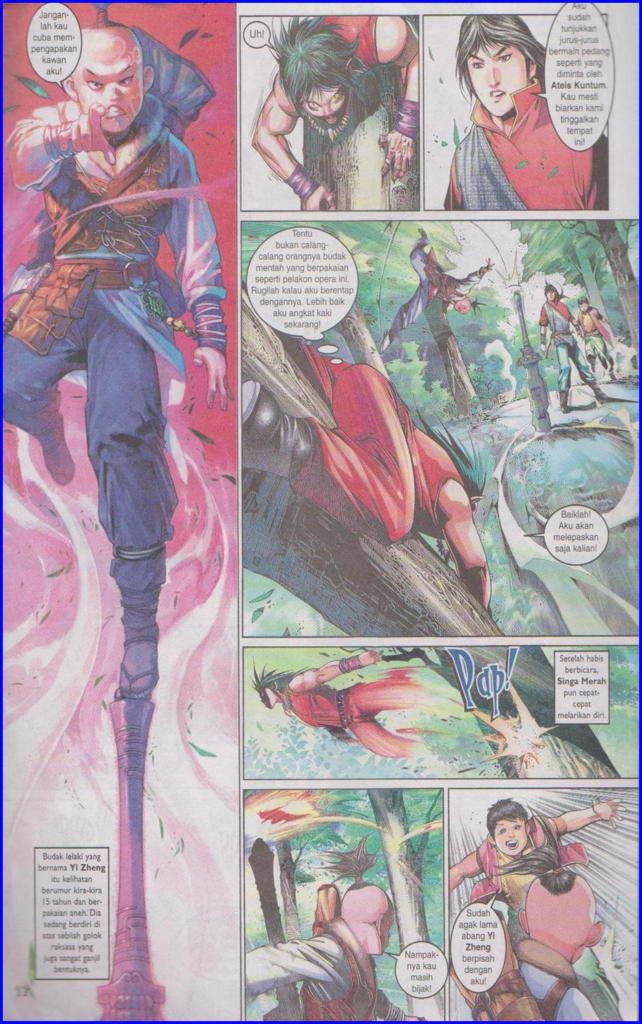 Jangan-
lah kau
cuba mem-
pengapakan
kawan
aku!
Budak lelaki yang
bernama Yi Zheng
itu kelihatan
berumur kira-kira
15 tahun dan ber-
pakaian aneh. Dia
sedang berdiri di
atas sebilah golok
raksasa yang
juga sangat ganjil
bentuknya.
Uh!
Aku
sudah
tunjukkan
jurus-jurus
bermain pedang
seperti yang
diminta oleh
Ateis Kuntum.
Kau mesti
biarkan kami
tinggalkan
tempat
ini!
Tentu
bukan calang-
calang orangnya budak
mentah yang berpakaian
seperti pelakon opera ini.
Rugilah kalau aku berentap
dengannya. Lebih baik
aku angkat kaki
sekarang!
Baiklah!
Aku akan
melepaskan
saja kalian!
Pap!
Setelah habis
berbicara,
Singa Merah
pun cepat-
cepat
melarikan diri.
Nampak-
nya kau
masih
bijak!
Sudah
agak lama
abang Yi
Zheng
berpisah
dengan
aku!